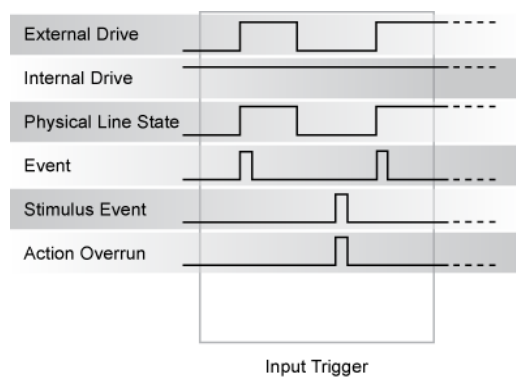 External Drive
Internal Drive
Physical Line State
Event
Stimulus Event
Action Overrun
Input Trigger